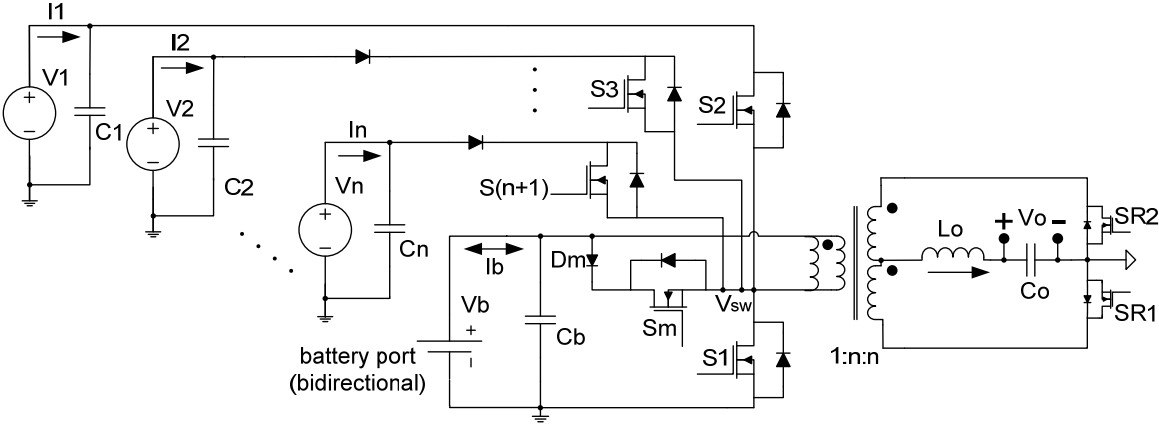 I1
I2
V1
V2
C1
C2
In
Vn
Cn
S3
S2
S(n+1)
Ib
Dm
Vb
+
Cb
Sm
Vsw
S1
battery port
(bidirectional)
1:n:n
Lo
+ Vo -
Co
SR2
SR1